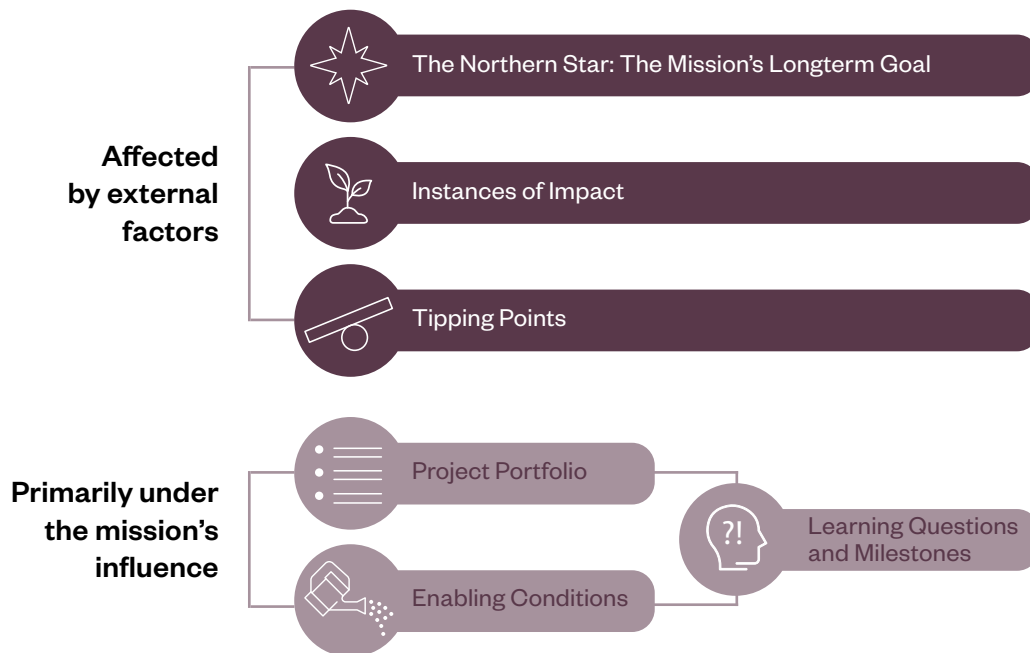 Affected
by external
factors
The Northern Star: The Mission’s Longterm Goal
Instances of Impact
Tipping Points
Primarily under
the mission’s
influence
Project Portfolio
Enabling Conditions
?!
Learning Questions
and Milestones